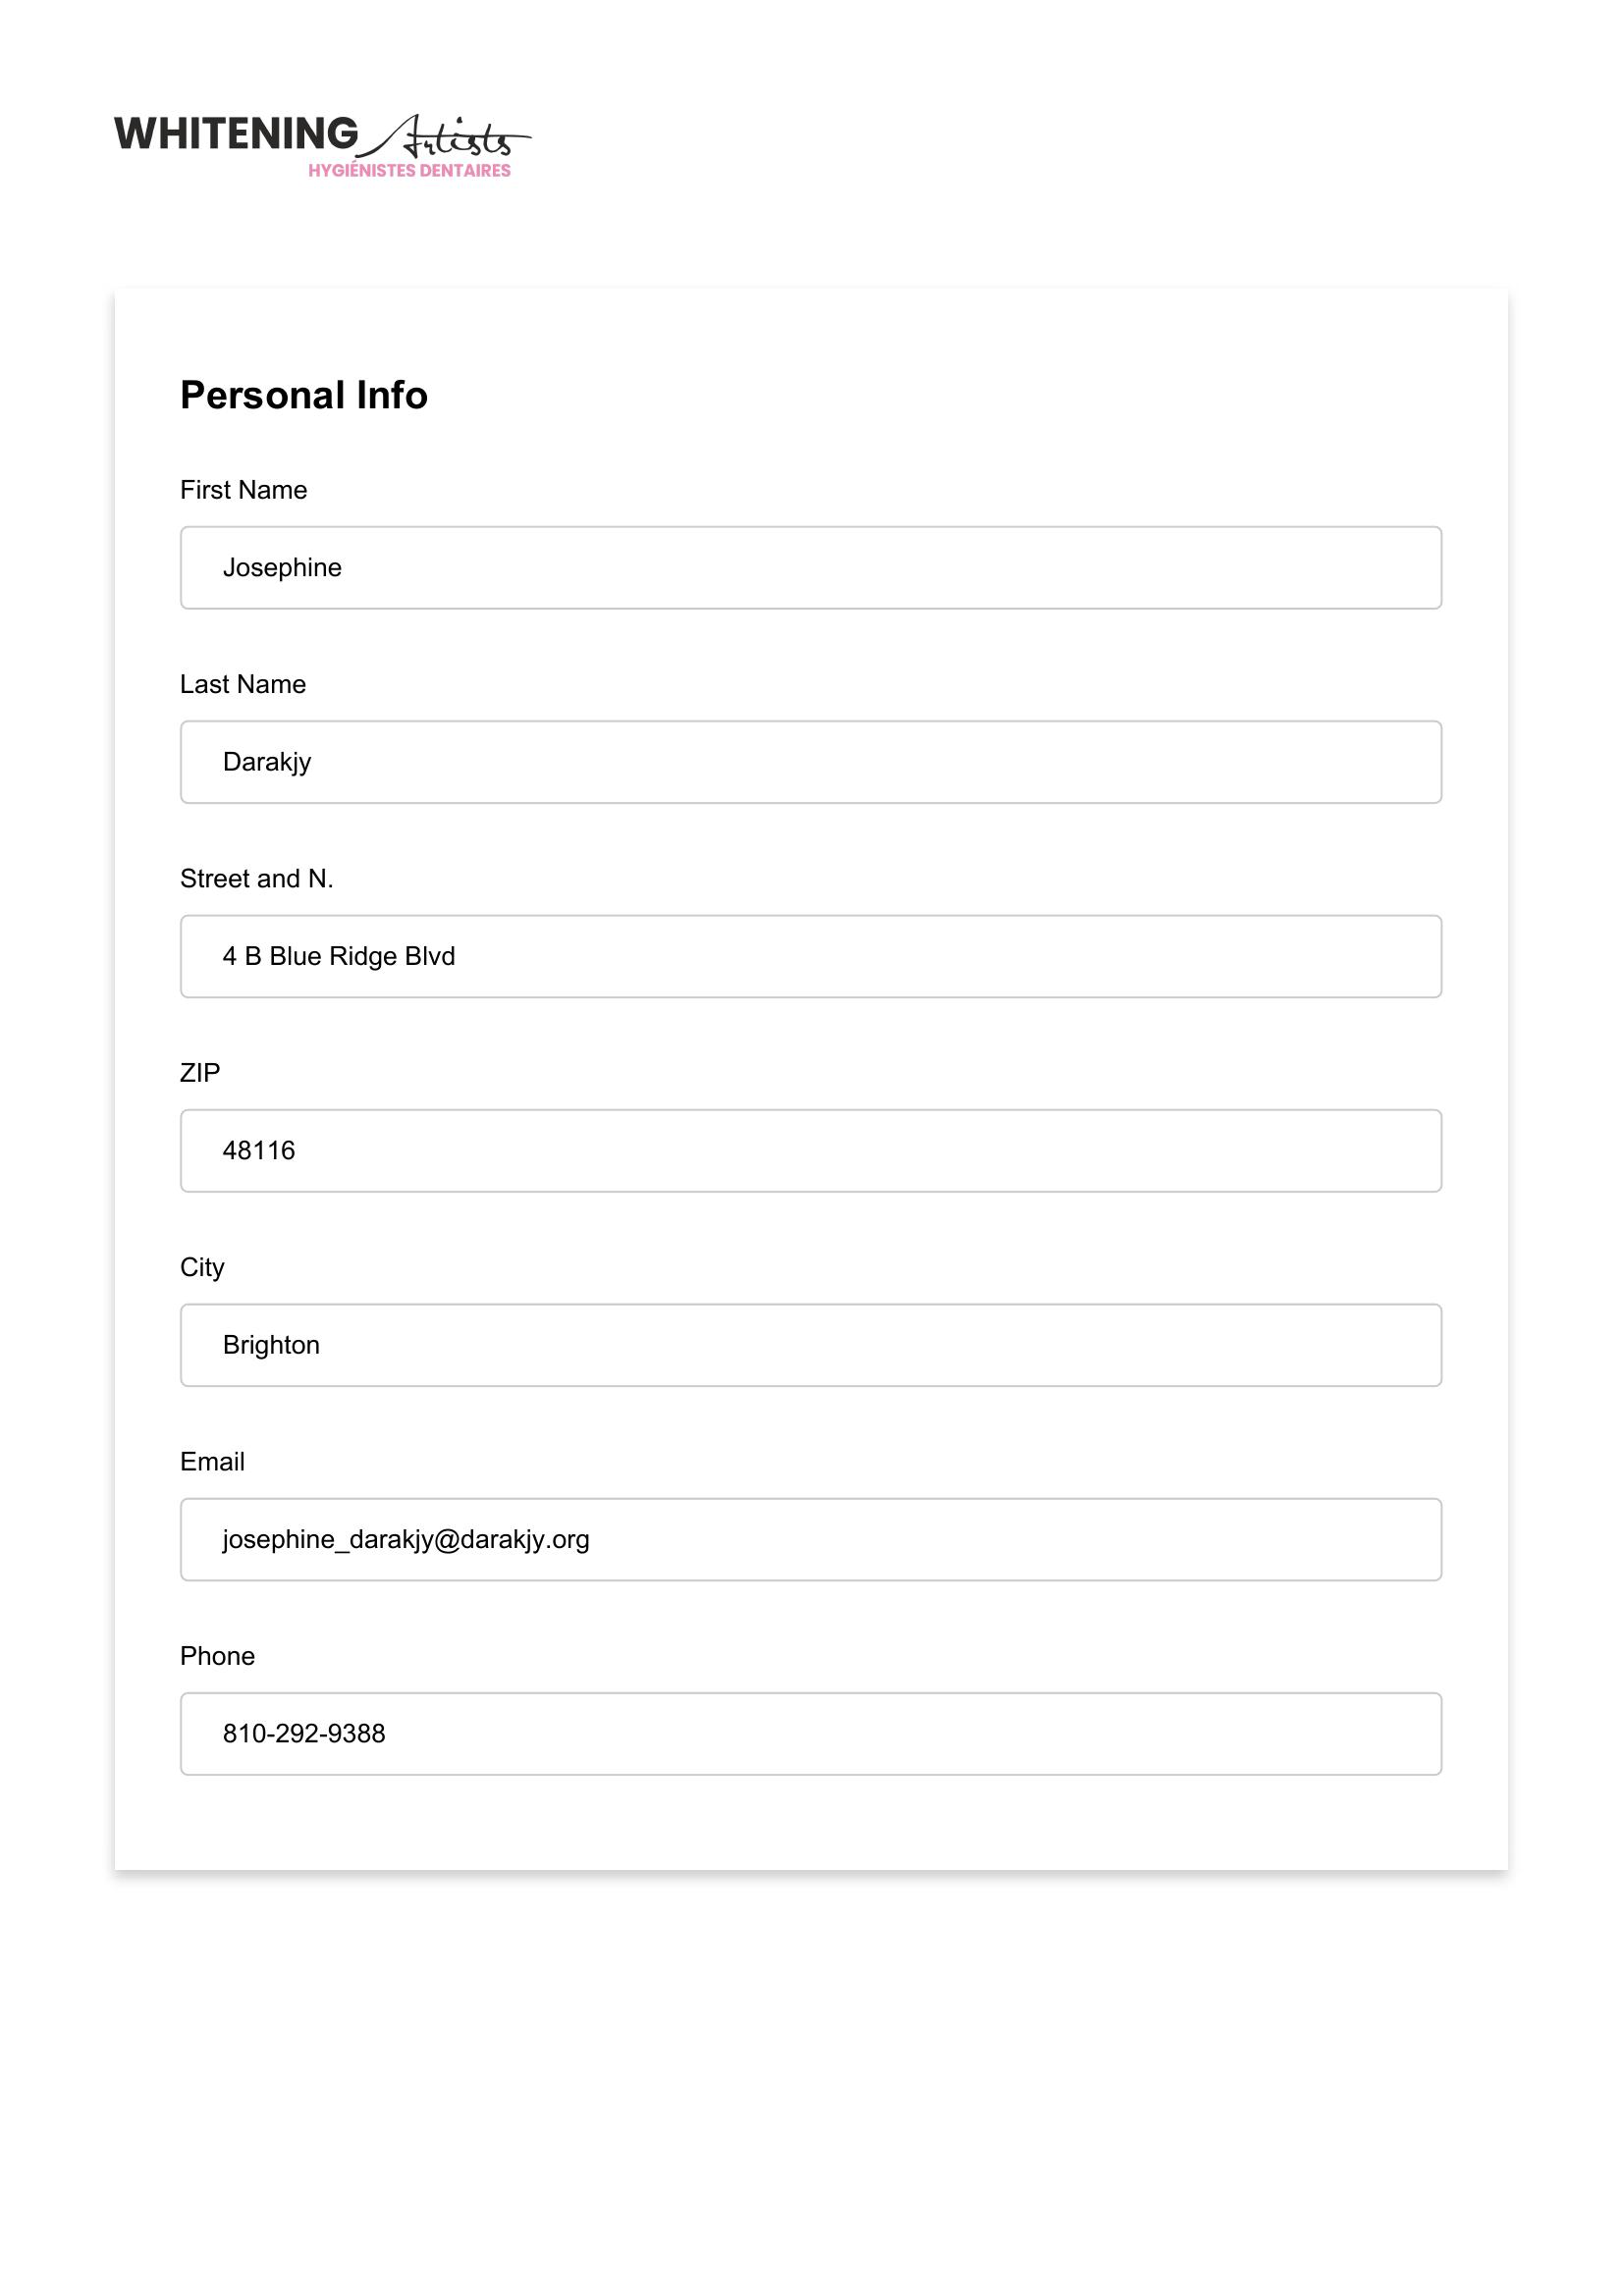 WHITENING Artists
HYGIÉNISTES DENTAIRES
Personal Info
First Name
Josephine
Last Name
Darakjy
Street and N.
4 B Blue Ridge Blvd
ZIP
48116
City
Brighton
Email
josephine_darakjy@darakjy.org
Phone
810-292-9388